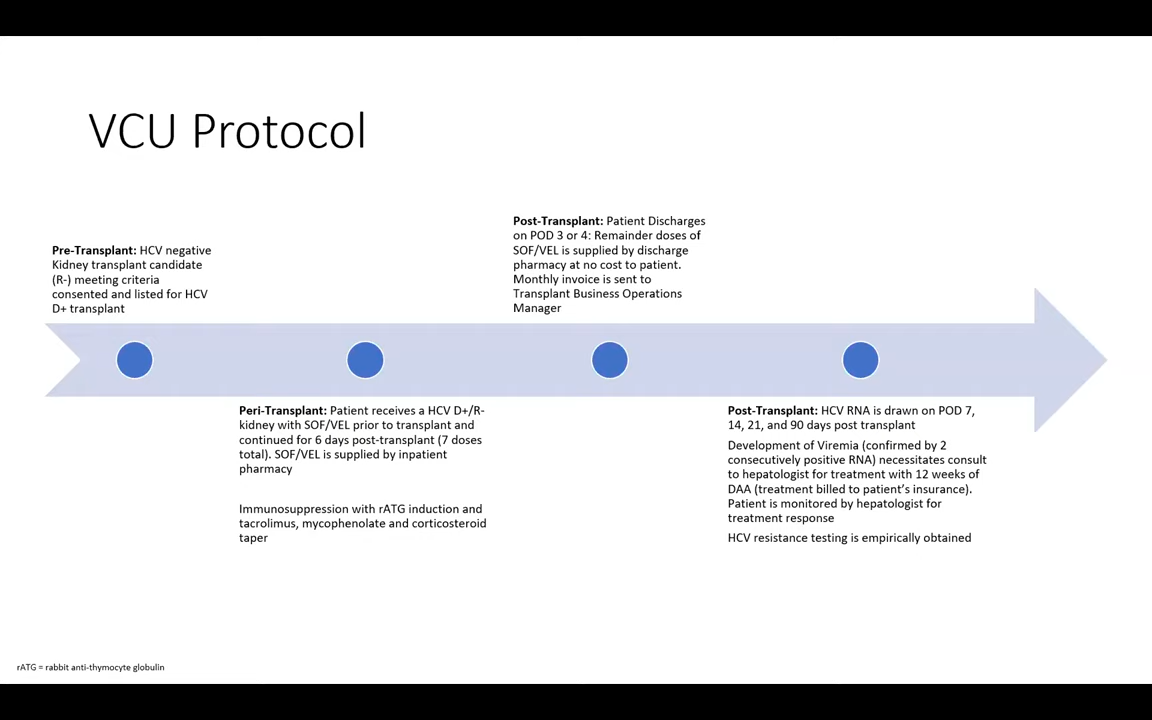 VCU Protocol
Pre-Transplant: HCV negative
Kidney transplant candidate
(R-) meeting criteria
consented and listed for HCV
D+ transplant
Peri-Transplant: Patient receives a HCV D+/R-
kidney with SOF/VEL prior to transplant and
continued for 6 days post-transplant (7 doses
total). SOF/VEL is supplied by inpatient
pharmacy
Immunosuppression with rATG induction and
tacrolimus, mycophenolate and corticosteroid
taper
Post-Transplant: Patient Discharges
on POD 3 or 4: Remainder doses of
SOF/VEL is supplied by discharge
pharmacy at no cost to patient.
Monthly invoice is sent to
Transplant Business Operations
Manager
Post-Transplant: HCV RNA is drawn on POD 7,
14, 21, and 90 days post transplant
Development of Viremia (confirmed by 2
consecutively positive RNA) necessitates consult
to hepatologist for treatment with 12 weeks of
DAA (treatment billed to patient’s insurance).
Patient is monitored by hepatologist for
treatment response
HCV resistance testing is empirically obtained
rATG = rabbit anti-thymocyte globulin